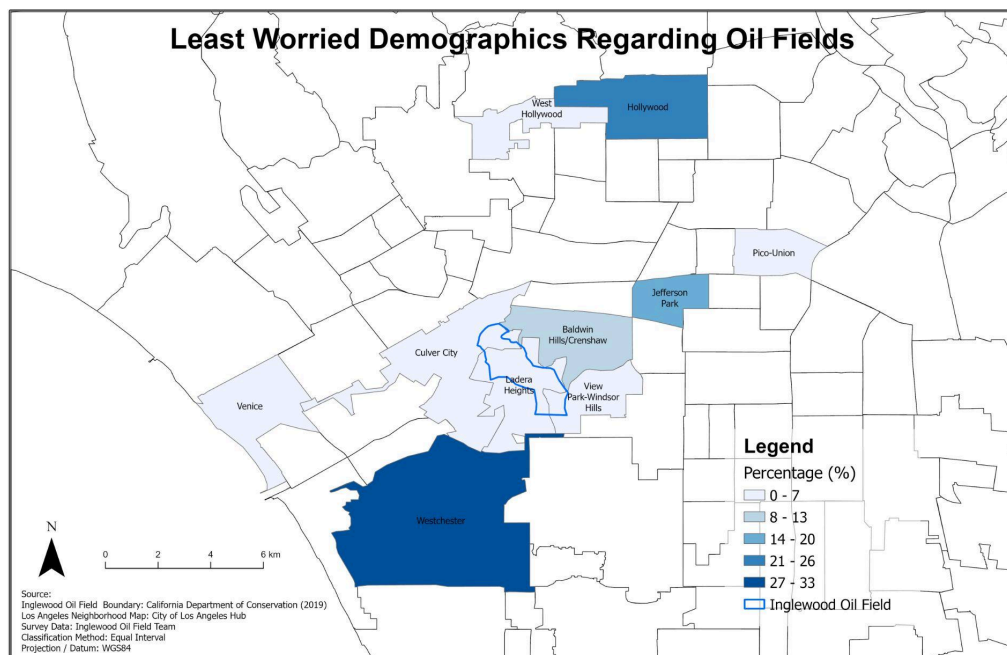 Least Worried Demographics Regarding Oil Fields
West
Hollywood
Hollywood
Pico-Union
Jefferson
Park
Baldwin
Hills/Crenshaw
Culver City
Ladera
Heights
View
Park-Windsor
Hills
Venice
Westchester
Legend
Percentage (%)
0 - 7
8 - 13
14 - 20
21 - 26
27 - 33
Inglewood Oil Field
N
0 2 4 6 km
Source:
Inglewood Oil Field Boundary: California Department of Conservation (2019)
Los Angeles Neighborhood Map: City of Los Angeles Hub
Survey Data: Inglewood Oil Field Team
Classification Method: Equal Interval
Projection / Datum: WGS84